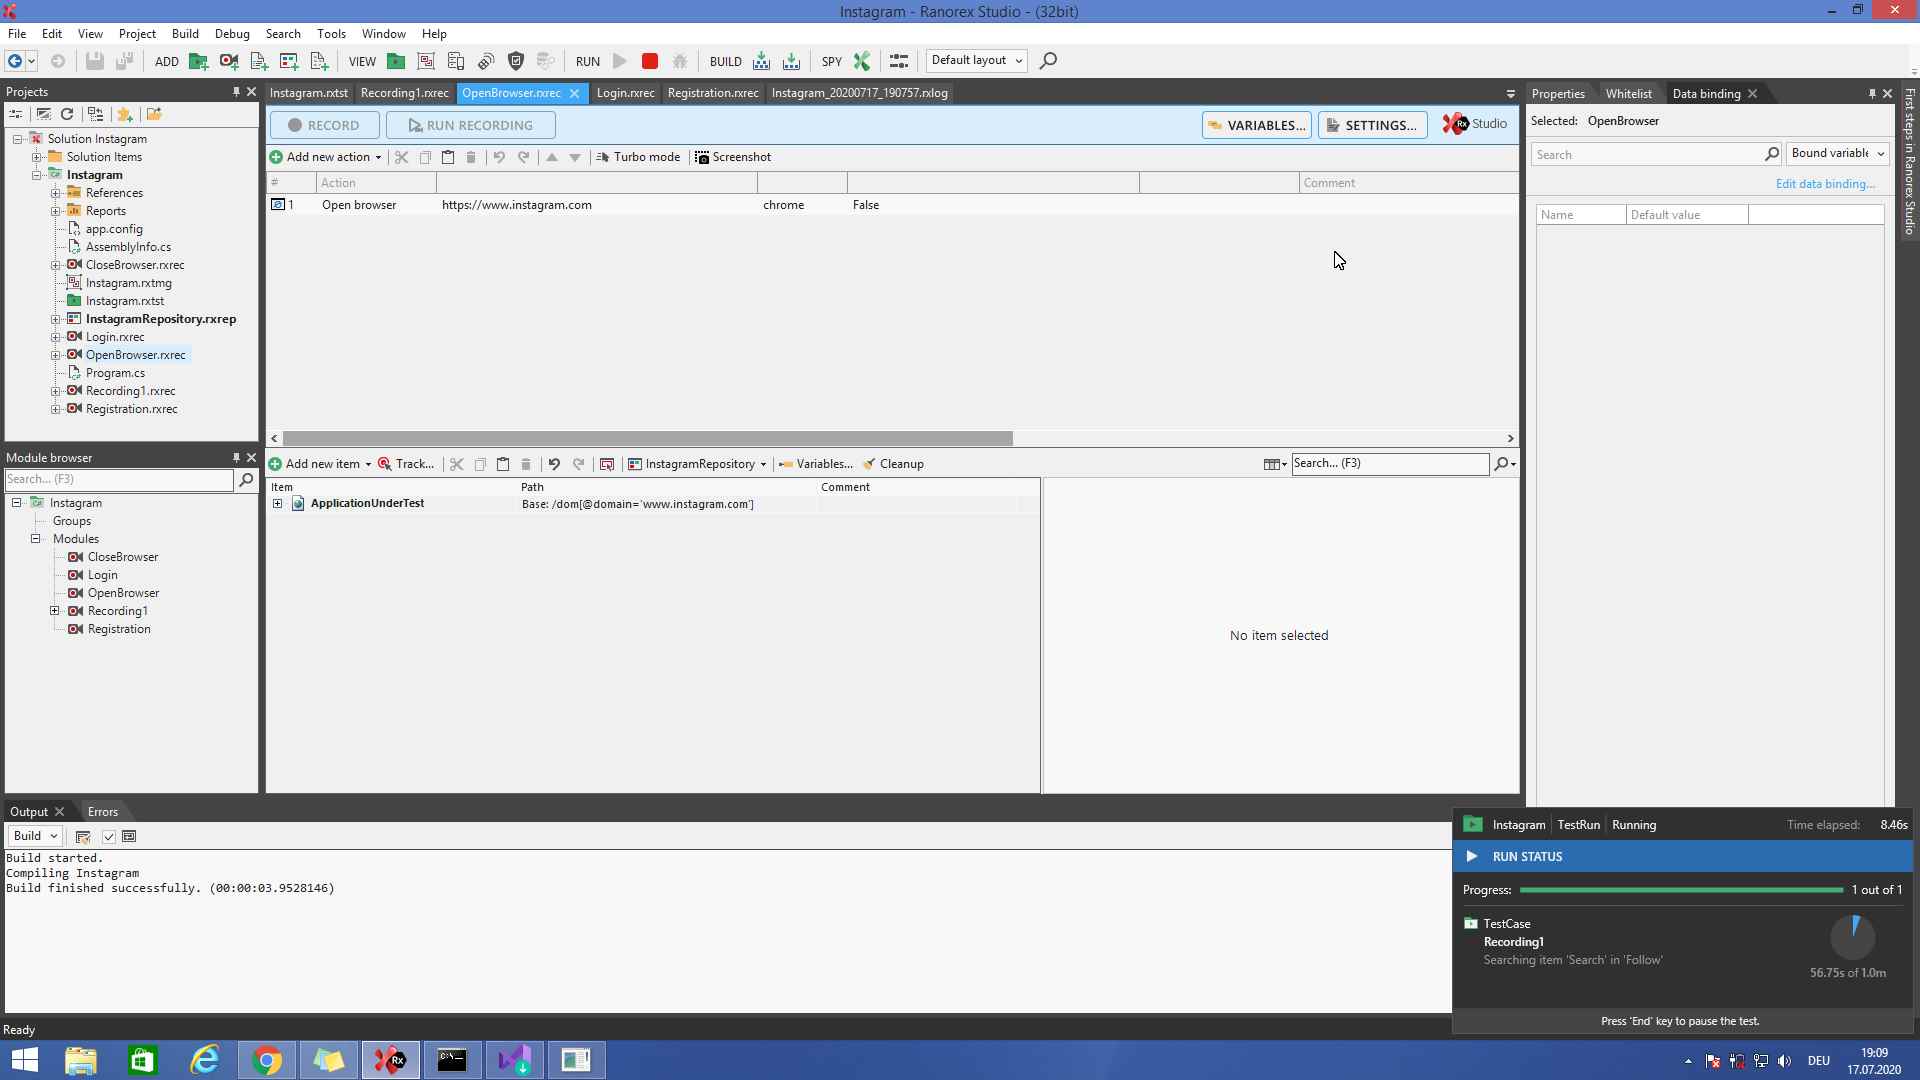 Instagram - Ranorex Studio - (32bit)
File Edit View Project Build Debug Search Tools Window Help
ADD VIEW RUN BUILD SPY Default layout
Projects
Solution Instagram
Solution Items
Instagram
References
Reports
app.config
AssemblyInfo.cs
CloseBrowser.rxrec
Instagram.rxtmg
Instagram.rxtst
InstagramRepository.rxrep
Login.rxrec
OpenBrowser.rxrec
Program.cs
Recording1.rxrec
Registration.rxrec
Module browser
Search... (F3)
Instagram
Groups
Modules
CloseBrowser
Login
OpenBrowser
Recording1
Registration
Instagram.rxtst Recording1.rxrec OpenBrowser.rxrec Login.rxrec Registration.rxrec Instagram_20200717_190757.rxlog
RECORD RUN RECORDING VARIABLES... SETTINGS... Rx Studio
Add new action Turbo mode Screenshot
# Action Comment
1 Open browser https://www.instagram.com chrome False
Add new item Track... InstagramRepository Variables... Cleanup Search... (F3)
Item Path Comment
ApplicationUnderTest Base: /dom[@domain='www.instagram.com']
No item selected
Properties Whitelist Data binding
Selected: OpenBrowser
Search Bound variable
Edit data binding...
Name Default value
First steps in Ranorex Studio
Output Errors
Build
Build started.
Compiling Instagram
Build finished successfully. (00:00:03.9528146)
Instagram TestRun Running Time elapsed: 8.46s
RUN STATUS
Progress: 1 out of 1
TestCase
Recording1
Searching item 'Search' in 'Follow'
56.75s of 1.0m
Press 'End' key to pause the test.
Ready
Rx
C:\
DEU
19:09
17.07.2020